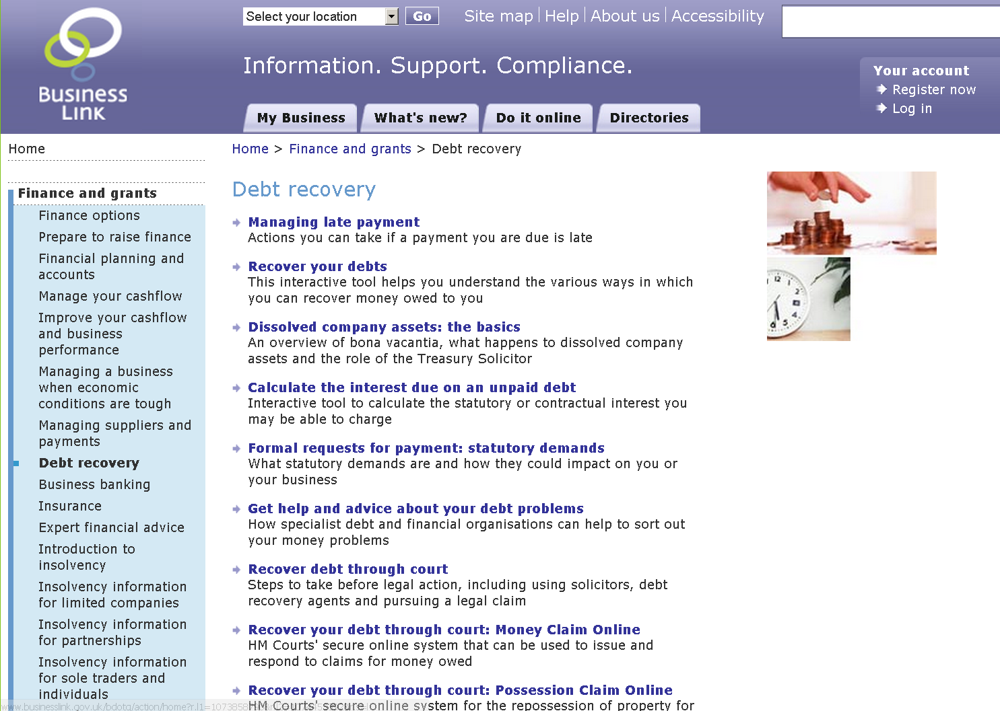 Select your location
Go
Site map
Help
About us
Accessibility
Business
Link
Information. Support. Compliance.
Your account
Register now
Log in
My Business
What's new?
Do it online
Directories
Home
Home > Finance and grants > Debt recovery
Finance and grants
Finance options
Prepare to raise finance
Financial planning and
accounts
Manage your cashflow
Improve your cashflow
and business
performance
Managing a business
when economic
conditions are tough
Managing suppliers and
payments
Debt recovery
Business banking
Insurance
Expert financial advice
Introduction to
insolvency
Insolvency information
for limited companies
Insolvency information
for partnerships
Insolvency information
for sole traders and
individuals
Debt recovery
Managing late payment
Actions you can take if a payment you are due is late
Recover your debts
This interactive tool helps you understand the various ways in which
you can recover money owed to you
Dissolved company assets: the basics
An overview of bona vacantia, what happens to dissolved company
assets and the role of the Treasury Solicitor
Calculate the interest due on an unpaid debt
Interactive tool to calculate the statutory or contractual interest you
may be able to charge
Formal requests for payment: statutory demands
What statutory demands are and how they could impact on you or
your business
Get help and advice about your debt problems
How specialist debt and financial organisations can help to sort out
your money problems
Recover debt through court
Steps to take before legal action, including using solicitors, debt
recovery agents and pursuing a legal claim
Recover your debt through court: Money Claim Online
HM Courts' secure online system that can be used to issue and
respond to claims for money owed
Recover your debt through court: Possession Claim Online
HM Courts' secure online system for the repossession of property for
12
1
2
4
5
6